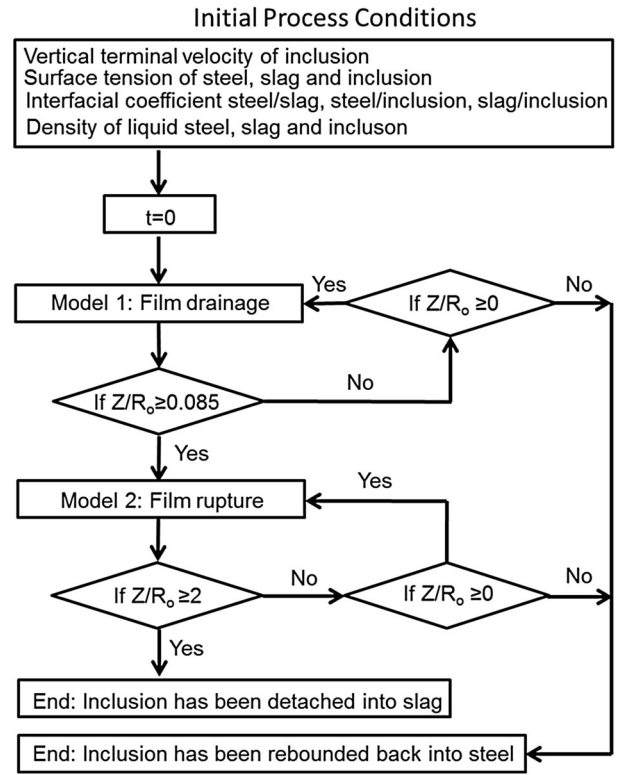 Initial Process Conditions
Vertical terminal velocity of inclusion
Surface tension of steel, slag and inclusion
Interfacial coefficient steel/slag, steel/inclusion, slag/inclusion
Density of liquid steel, slag and incluson
t=0
Model 1: Film drainage
Yes
If Z/Rₒ ≥0
No
If Z/Rₒ≥0.085
No
Yes
Model 2: Film rupture
Yes
If Z/Rₒ ≥2
No
If Z/Rₒ ≥0
No
Yes
End: Inclusion has been detached into slag
End: Inclusion has been rebounded back into steel